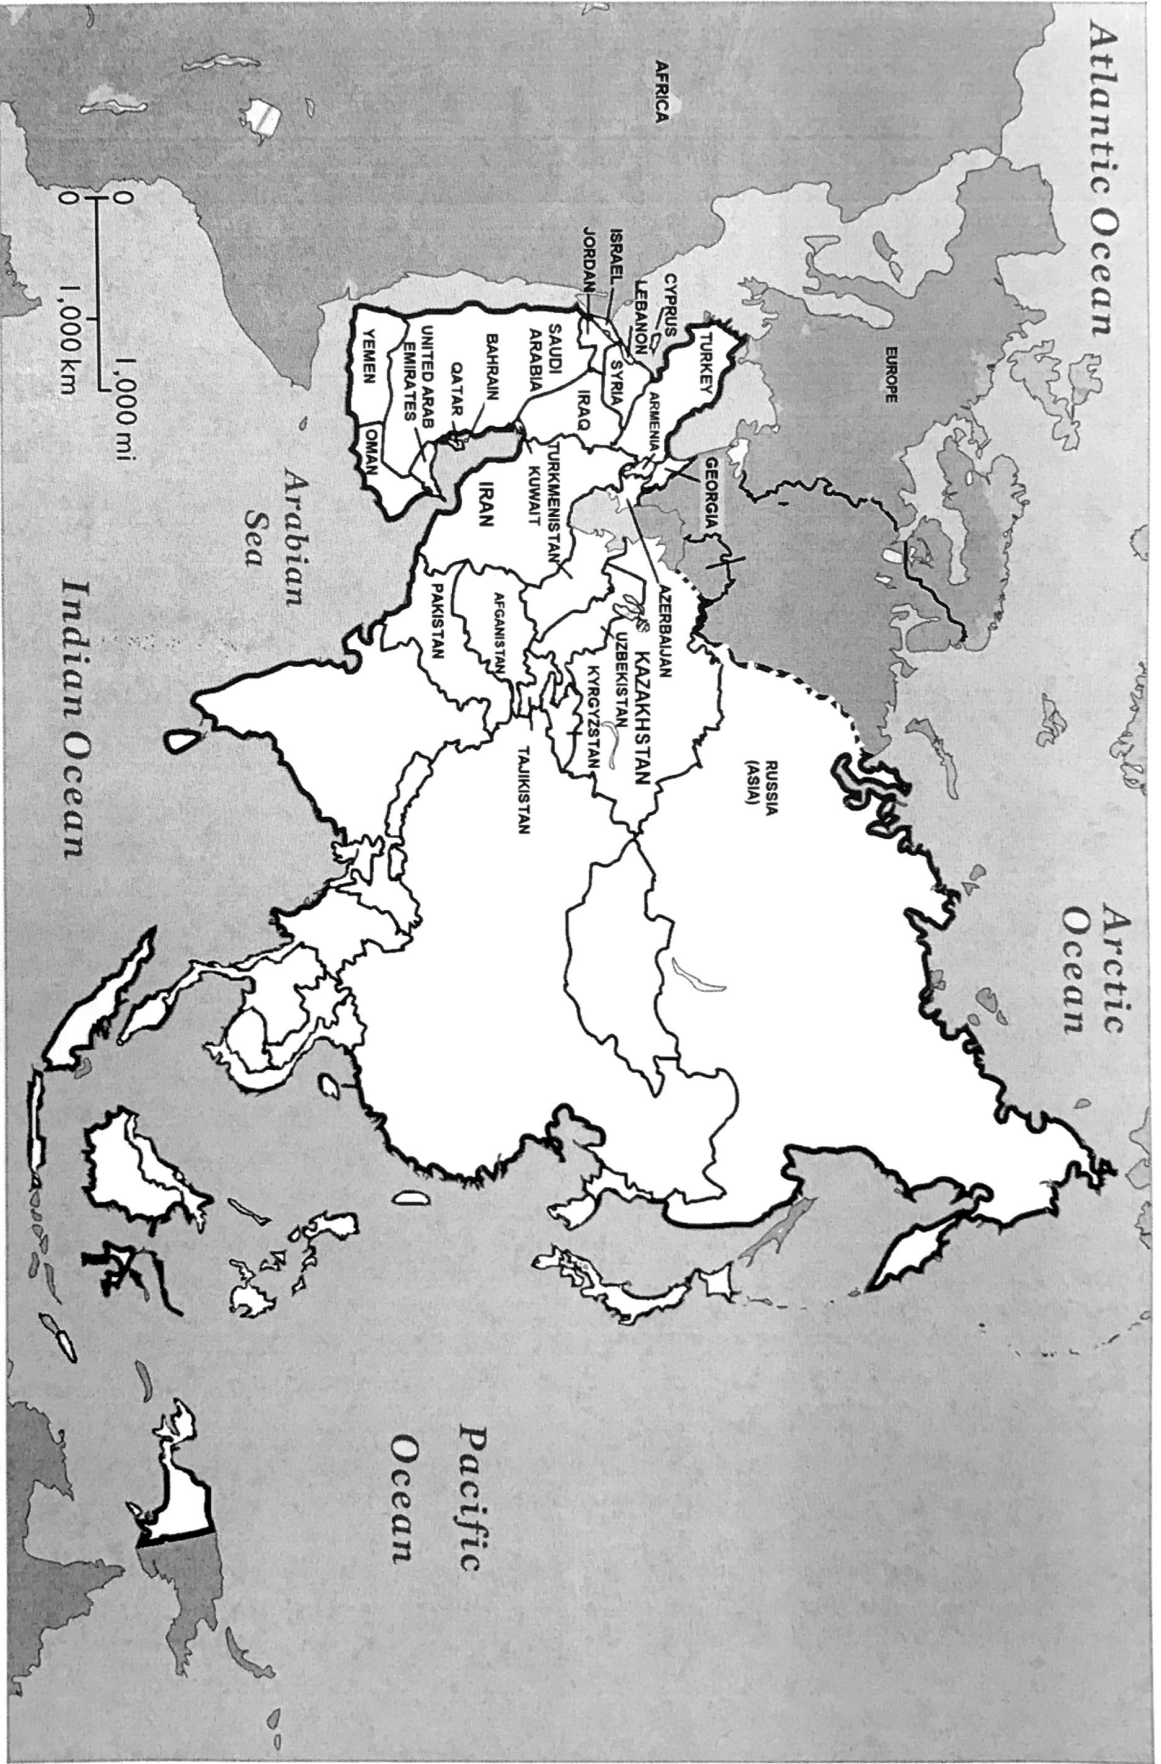 Atlantic Ocean
Arctic
Ocean
EUROPE
AFRICA
RUSSIA
(ASIA)
TURKEY
GEORGIA
CYPRUS
LEBANON
ISRAEL
JORDAN
SYRIA
ARMENIA
IRAQ
AZERBAIJAN
KAZAKHSTAN
UZBEKISTAN
KYRGYZSTAN
TAJIKISTAN
TURKMENISTAN
KUWAIT
SAUDI
ARABIA
BAHRAIN
QATAR
UNITED ARAB
EMIRATES
IRAN
AFGANISTAN
PAKISTAN
YEMEN
OMAN
Arabian
Sea
Pacific
Ocean
Indian Ocean
0 1,000 mi
0 1,000 km